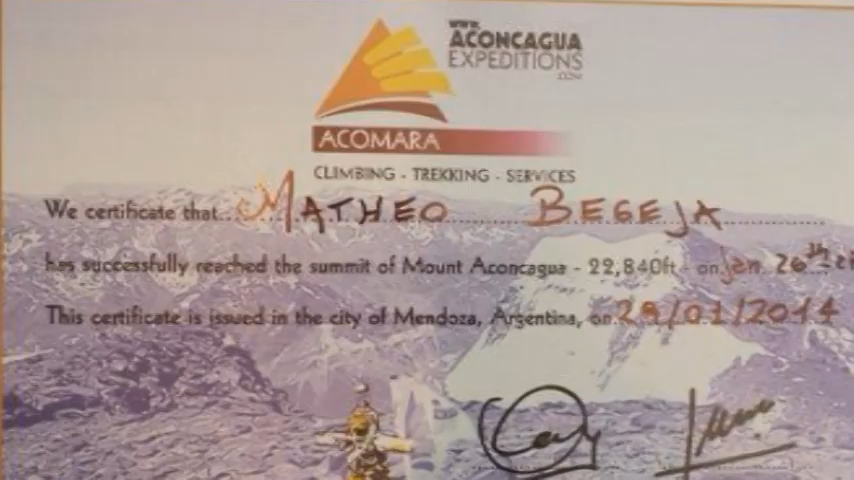 www.
ACONCAGUA
EXPEDITIONS
.COM
ACOMARA
CLIMBING - TREKKING - SERVICES
We certificate that MATHEO BEGEJA
has successfully reached the summit of Mount Aconcagua - 22,840ft - on Jan. 26th
This certificate is issued in the city of Mendoza, Argentina, on 29/01/2014